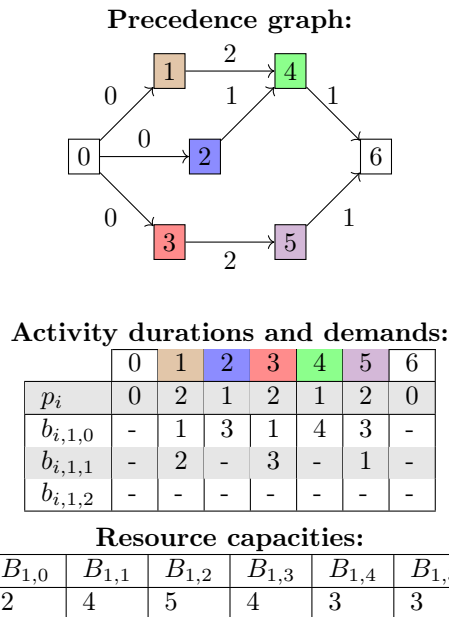 Precedence graph:
2
1 4
0 1 1
0
0 2 6
0 1
3 5
2
Activity durations and demands:
0 1 2 3 4 5 6
p_i 0 2 1 2 1 2 0
b_{i,1,0} - 1 3 1 4 3 -
b_{i,1,1} - 2 - 3 - 1 -
b_{i,1,2} - - - - - - -
Resource capacities:
B_{1,0} B_{1,1} B_{1,2} B_{1,3} B_{1,4}
2 4 5 4 3 3